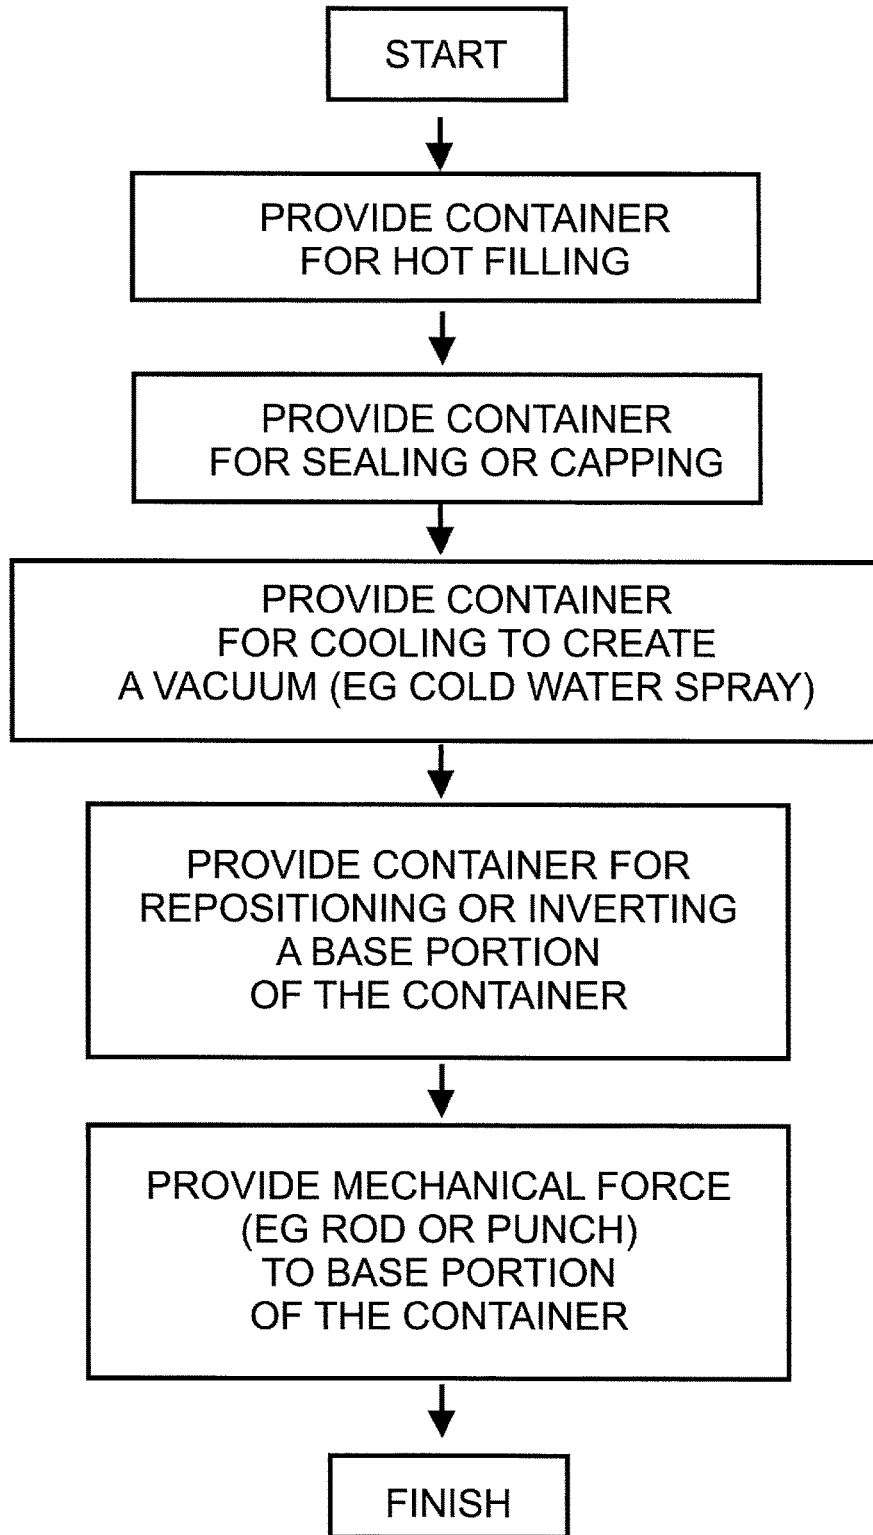 START
PROVIDE CONTAINER
FOR HOT FILLING
PROVIDE CONTAINER
FOR SEALING OR CAPPING
PROVIDE CONTAINER
FOR COOLING TO CREATE
A VACUUM (EG COLD WATER SPRAY)
PROVIDE CONTAINER FOR
REPOSITIONING OR INVERTING
A BASE PORTION
OF THE CONTAINER
PROVIDE MECHANICAL FORCE
(EG ROD OR PUNCH)
TO BASE PORTION
OF THE CONTAINER
FINISH